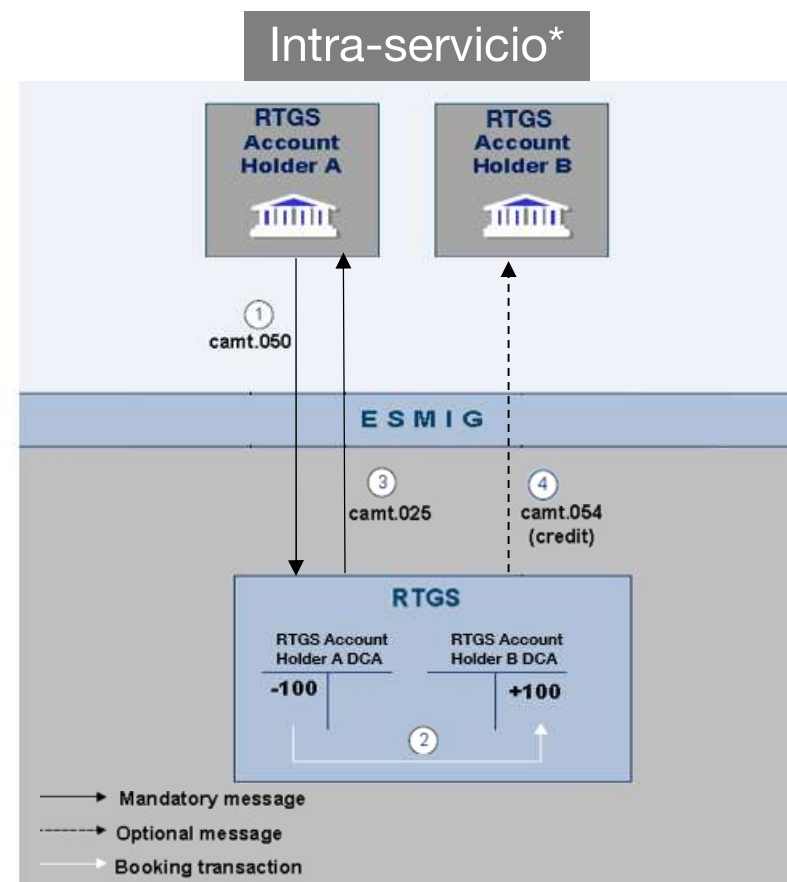 Intra-servicio*
RTGS
Account
Holder A
RTGS
Account
Holder B
1
camt.050
ESMIG
3
camt.025
4
camt.054
(credit)
RTGS
RTGS Account
Holder A DCA
RTGS Account
Holder B DCA
-100
+100
2
Mandatory message
Optional message
Booking transaction